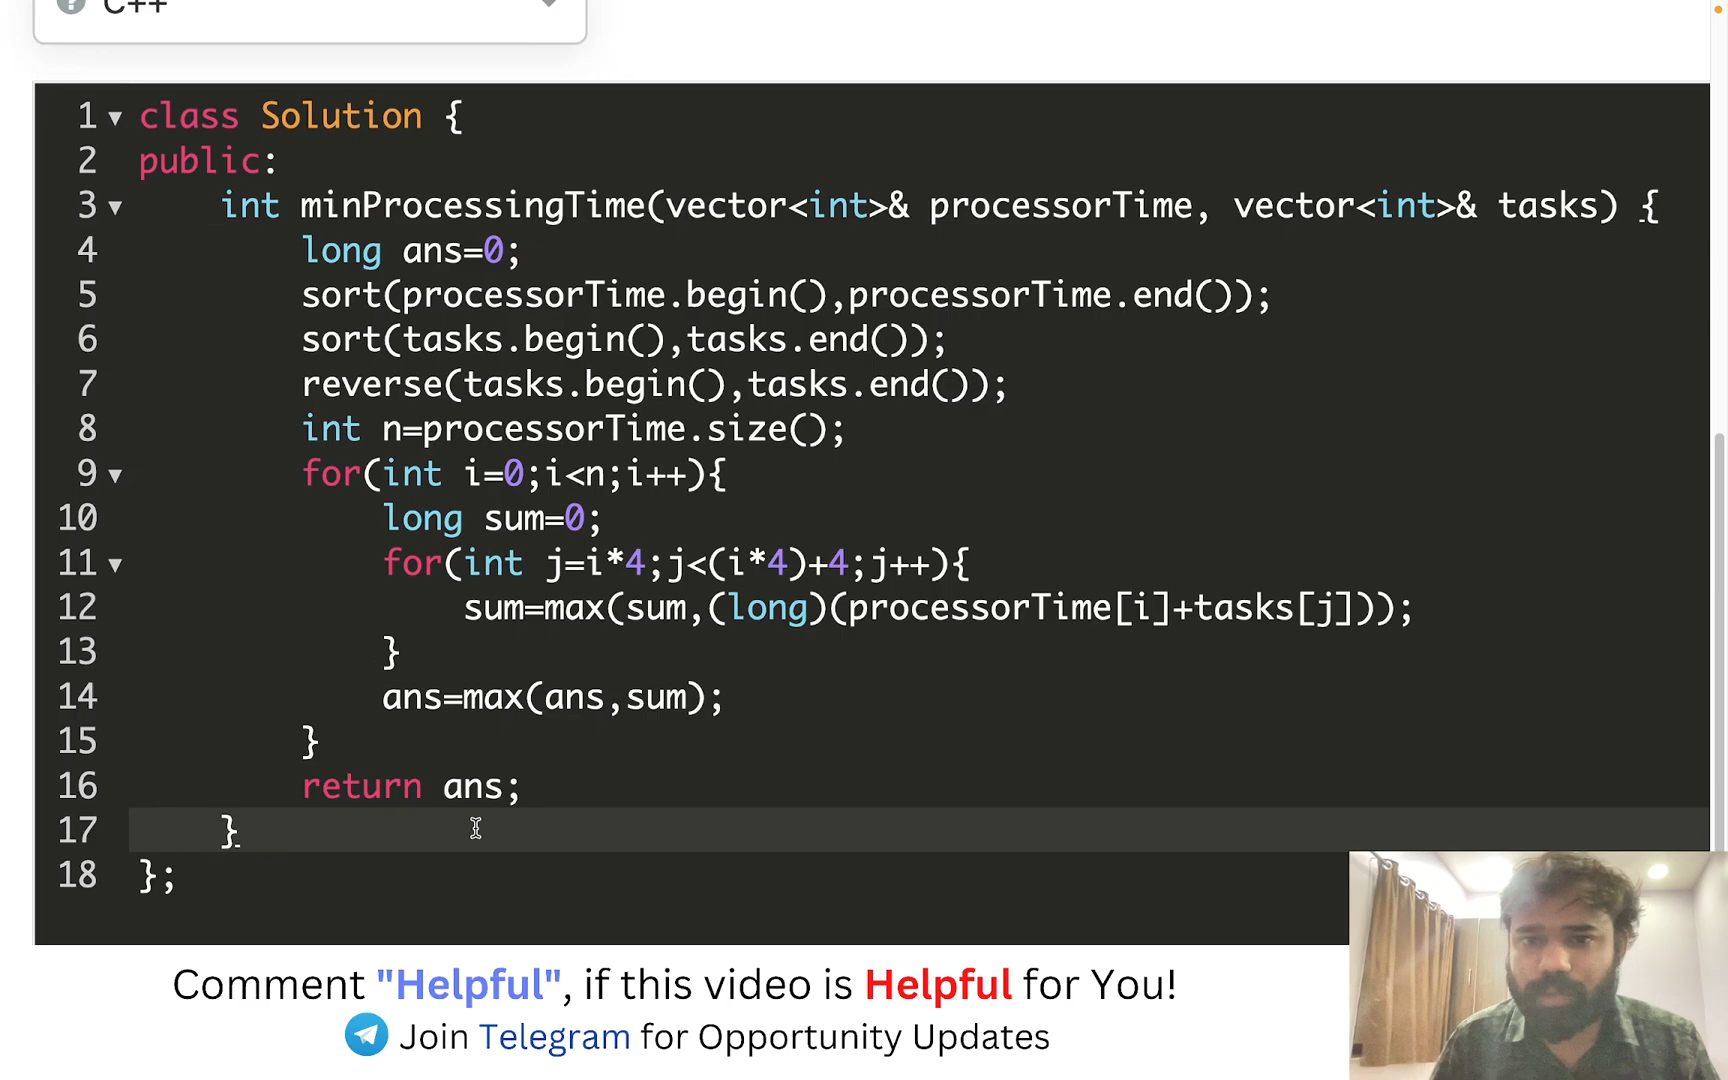 C++
1 class Solution {
2 public:
3 int minProcessingTime(vector<int>& processorTime, vector<int>& tasks) {
4 long ans=0;
5 sort(processorTime.begin(),processorTime.end());
6 sort(tasks.begin(),tasks.end());
7 reverse(tasks.begin(),tasks.end());
8 int n=processorTime.size();
9 for(int i=0;i<n;i++){
10 long sum=0;
11 for(int j=i*4;j<(i*4)+4;j++){
12 sum=max(sum,(long)(processorTime[i]+tasks[j]));
13 }
14 ans=max(ans,sum);
15 }
16 return ans;
17 }
18 };
Comment "Helpful", if this video is Helpful for You!
Join Telegram for Opportunity Updates